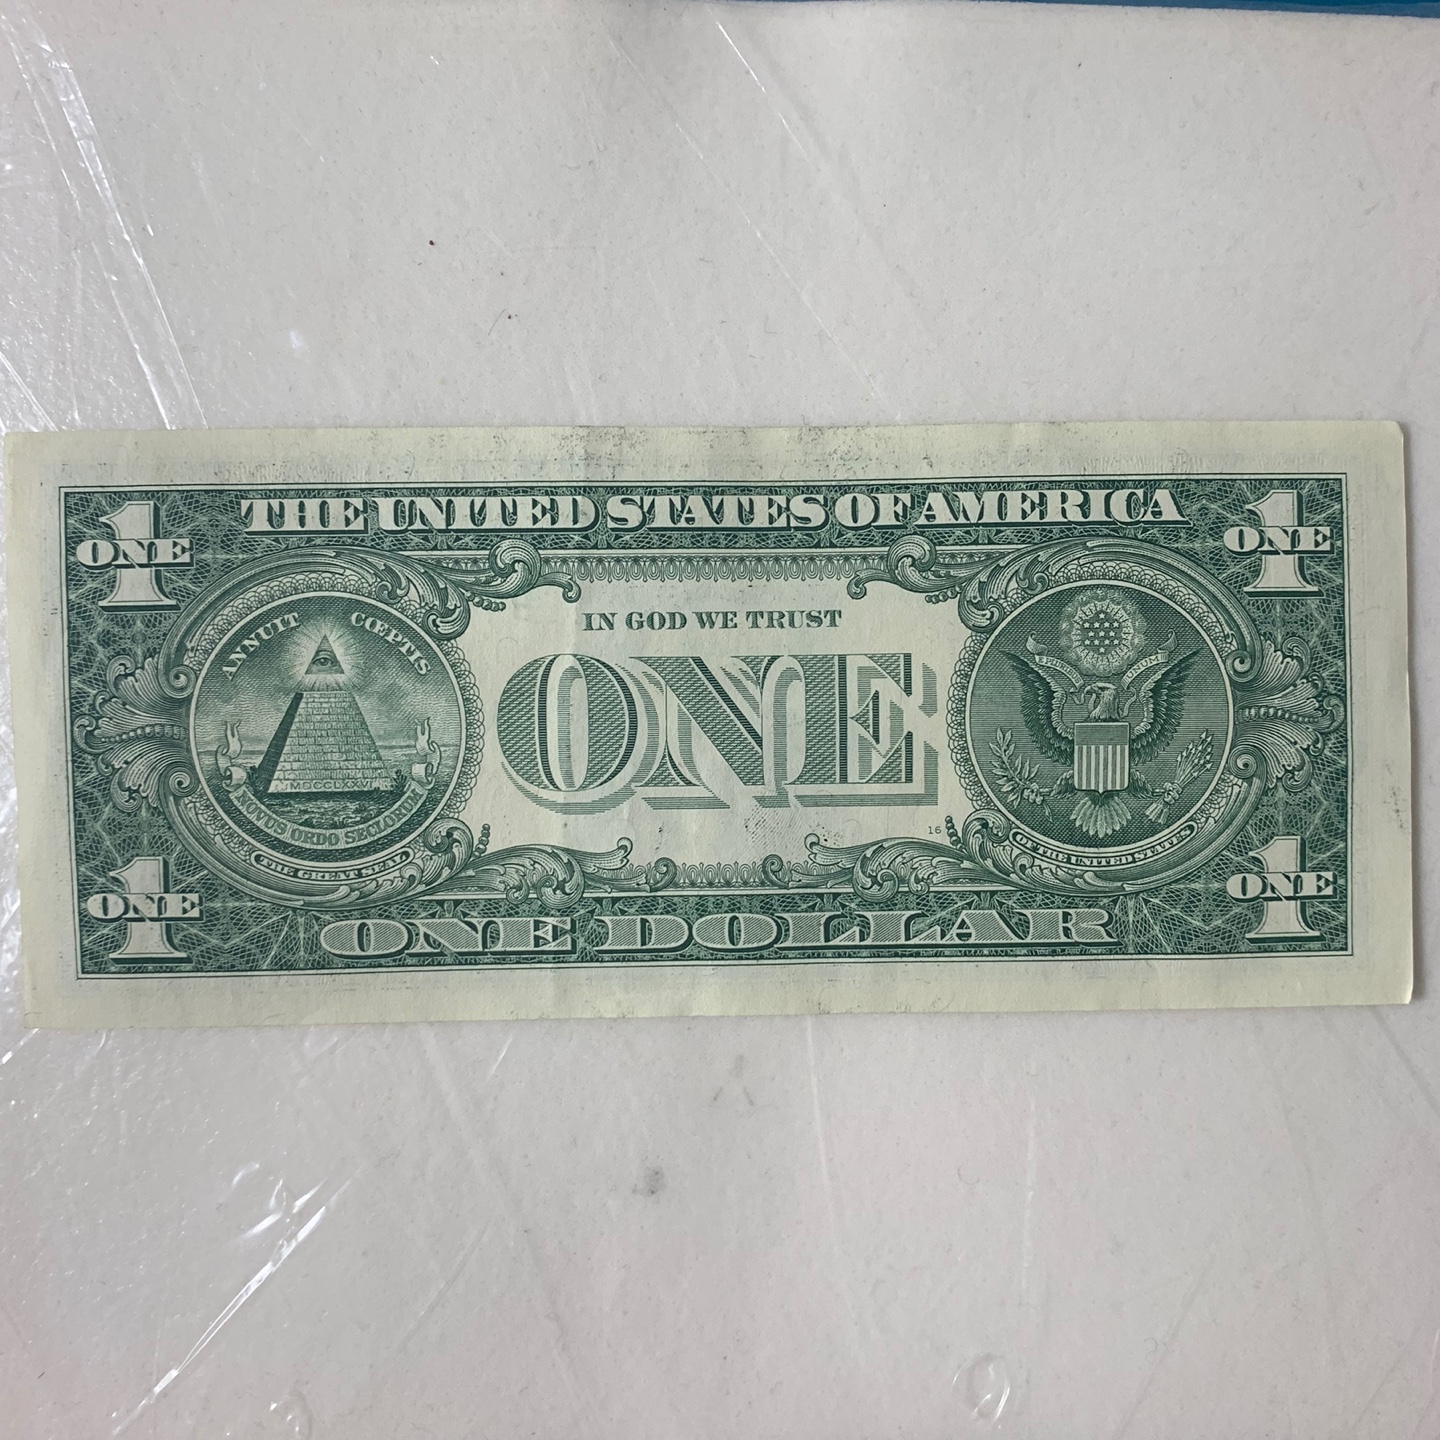 THE UNITED STATES OF AMERICA
1
ONE
1
ONE
ANNUIT CŒPTIS
MDCCLXXVI
NOVUS ORDO SECLORUM
THE GREAT SEAL
IN GOD WE TRUST
ONE
16
E PLURIBUS UNUM
OF THE UNITED STATES
1
ONE
ONE DOLLAR
1
ONE